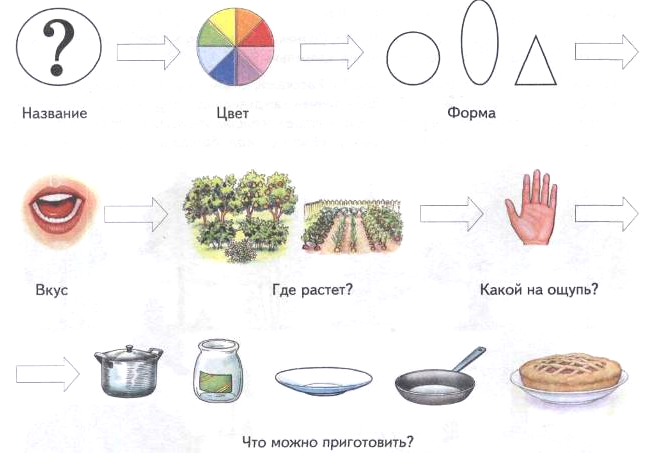 ?
Название
Цвет
Форма
Вкус
Где растет?
Какой на ощупь?
Что можно приготовить?